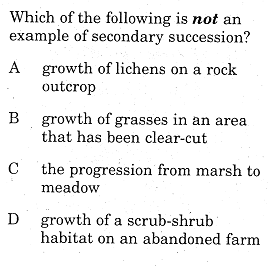 Which of the following is not an
example of secondary succession?
A growth of lichens on a rock
outcrop
B growth of grasses in an area
that has been clear-cut
C the progression from marsh to
meadow
D growth of a scrub-shrub
habitat on an abandoned farm